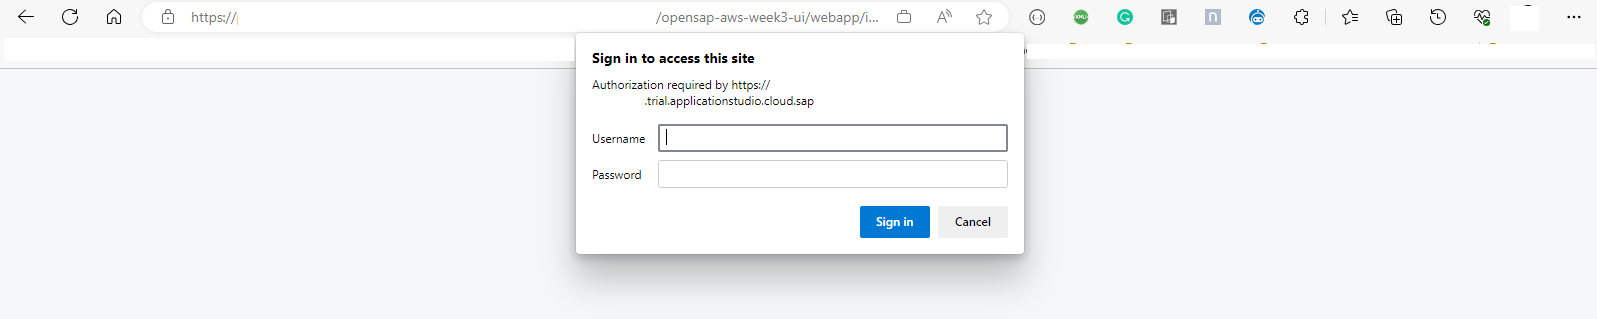 https://
/opensap-aws-week3-ui/webapp/i...
Sign in to access this site
Authorization required by https://
.trial.applicationstudio.cloud.sap
Username
Password
Sign in
Cancel